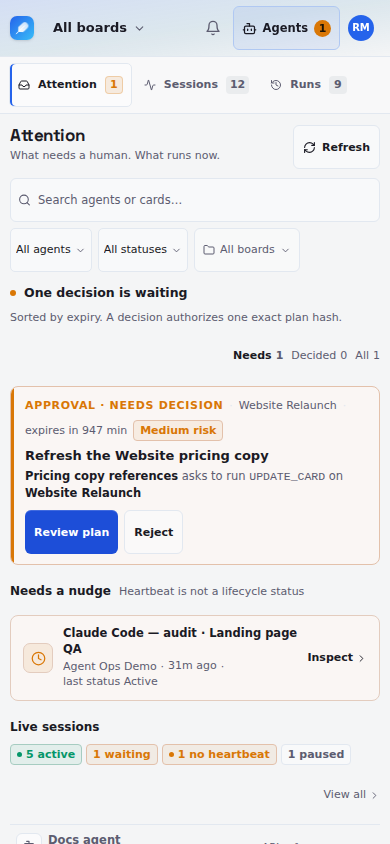 All boards
Agents 1
RM
Attention 1
Sessions 12
Runs 9
Attention
What needs a human. What runs now.
Refresh
Search agents or cards...
All agents
All statuses
All boards
One decision is waiting
Sorted by expiry. A decision authorizes one exact plan hash.
Needs 1 Decided 0 All 1
APPROVAL · NEEDS DECISION · Website Relaunch ·
expires in 947 min Medium risk
Refresh the Website pricing copy
Pricing copy references asks to run UPDATE_CARD on
Website Relaunch
Review plan
Reject
Needs a nudge Heartbeat is not a lifecycle status
Claude Code — audit · Landing page
QA
Agent Ops Demo · 31m ago ·
last status Active
Inspect
Live sessions
5 active
1 waiting
1 no heartbeat
1 paused
View all
Docs agent